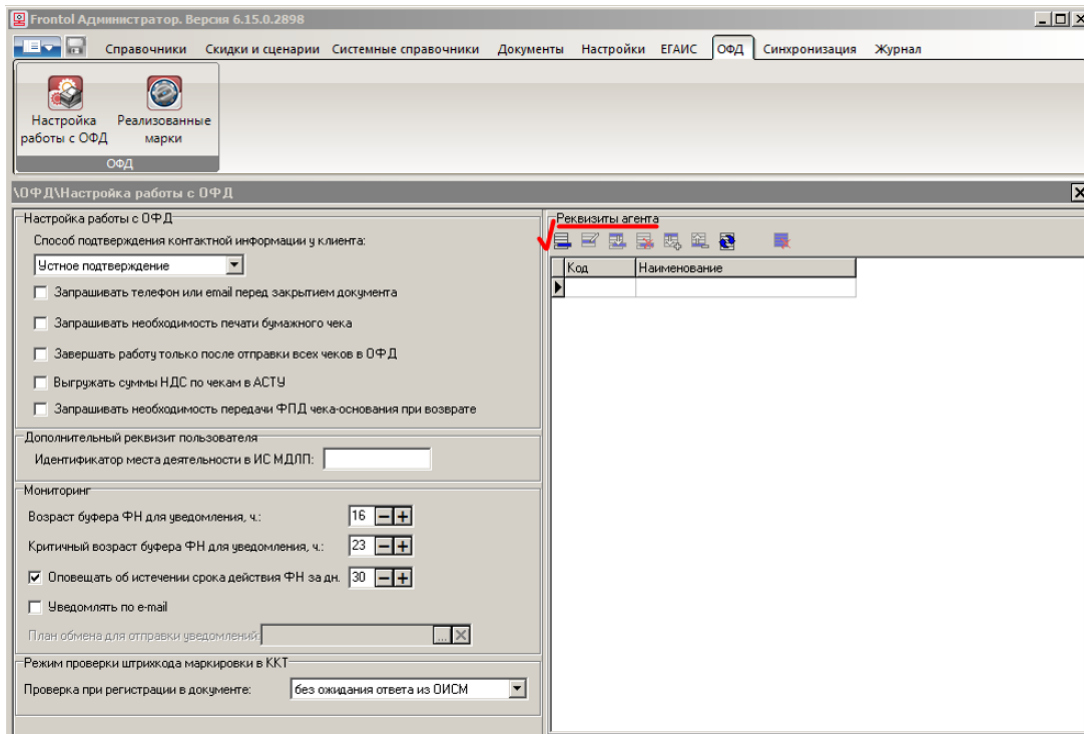 Frontol Администратор. Версия 6.15.0.2898
Справочники Скидки и сценарии Системные справочники Документы Настройки ЕГАИС ОФД Синхронизация Журнал
Настройка работы с ОФД
Реализованные марки
ОФД
\ОФД\Настройка работы с ОФД
Настройка работы с ОФД
Способ подтверждения контактной информации у клиента:
Устное подтверждение
Запрашивать телефон или email перед закрытием документа
Запрашивать необходимость печати бумажного чека
Завершать работу только после отправки всех чеков в ОФД
Выгружать суммы НДС по чекам в АСТУ
Запрашивать необходимость передачи ФПД чека-основания при возврате
Дополнительный реквизит пользователя
Идентификатор места деятельности в ИС МДЛП:
Мониторинг
Возраст буфера ФН для уведомления, ч.: 16
Критичный возраст буфера ФН для уведомления, ч.: 23
Оповещать об истечении срока действия ФН за дн. 30
Уведомлять по e-mail
План обмена для отправки уведомлений: ...
Режим проверки штрихкода маркировки в ККТ
Проверка при регистрации в документе: без ожидания ответа из ОИСМ
Реквизиты агента
Код Наименование